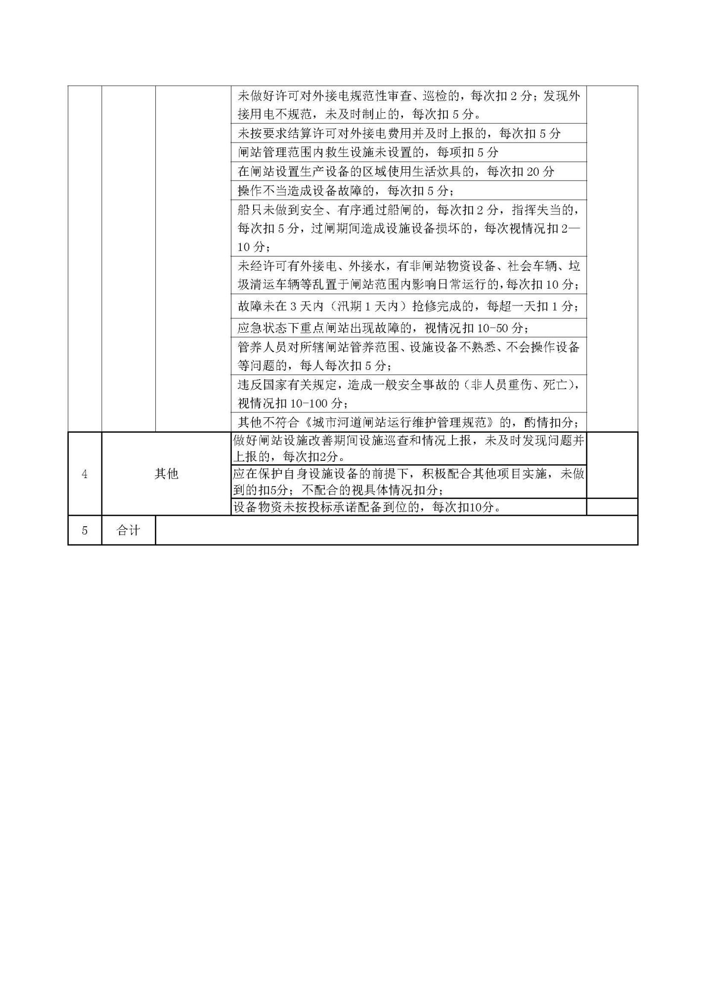 未做好许可对外接电规范性审查、巡检的，每次扣 2 分；发现外
接用电不规范，未及时制止的，每次扣 5 分。
未按要求结算许可对外接电费用并及时上报的，每次扣 5 分
闸站管理范围内救生设施未设置的，每项扣 5 分
在闸站设置生产设备的区域使用生活炊具的，每次扣 20 分
操作不当造成设备故障的，每次扣 5 分；
船只未做到安全、有序通过船闸的，每次扣 2 分，指挥失当的，
每次扣 5 分，过闸期间造成设施设备损坏的，每次视情况扣 2—
10 分；
未经许可有外接电、外接水，有非闸站物资设备、社会车辆、垃
圾清运车辆等乱置于闸站范围内影响日常运行的，每次扣 10 分；
故障未在 3 天内（汛期 1 天内）抢修完成的，每超一天扣 1 分；
应急状态下重点闸站出现故障的，视情况扣 10-50 分；
管养人员对所辖闸站管养范围、设施设备不熟悉、不会操作设备
等问题的，每人每次扣 5 分；
违反国家有关规定，造成一般安全事故的（非人员重伤、死亡），
视情况扣 10-100 分；
其他不符合《城市河道闸站运行维护管理规范》的，酌情扣分；
4
其他
做好闸站设施改善期间设施巡查和情况上报，未及时发现问题并
上报的，每次扣2分。
应在保护自身设施设备的前提下，积极配合其他项目实施，未做
到的扣5分；不配合的视具体情况扣分；
设备物资未按投标承诺配备到位的，每次扣10分。
5
合计